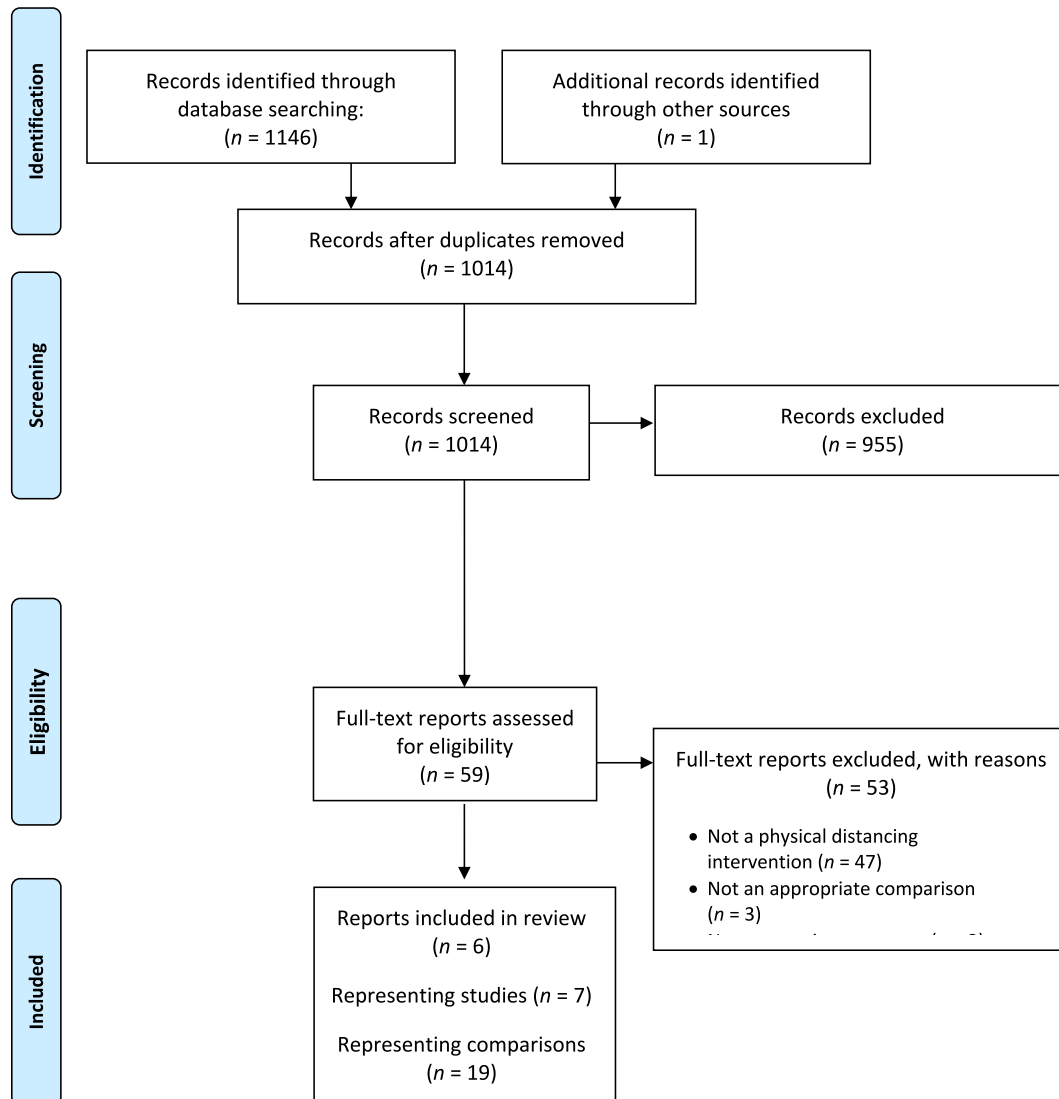 Identification
Records identified through
database searching:
(n = 1146)
Additional records identified
through other sources
(n = 1)
Records after duplicates removed
(n = 1014)
Screening
Records screened
(n = 1014)
Records excluded
(n = 955)
Eligibility
Full-text reports assessed
for eligibility
(n = 59)
Full-text reports excluded, with reasons
(n = 53)
• Not a physical distancing
intervention (n = 47)
• Not an appropriate comparison
(n = 3)
Included
Reports included in review
(n = 6)
Representing studies (n = 7)
Representing comparisons
(n = 19)